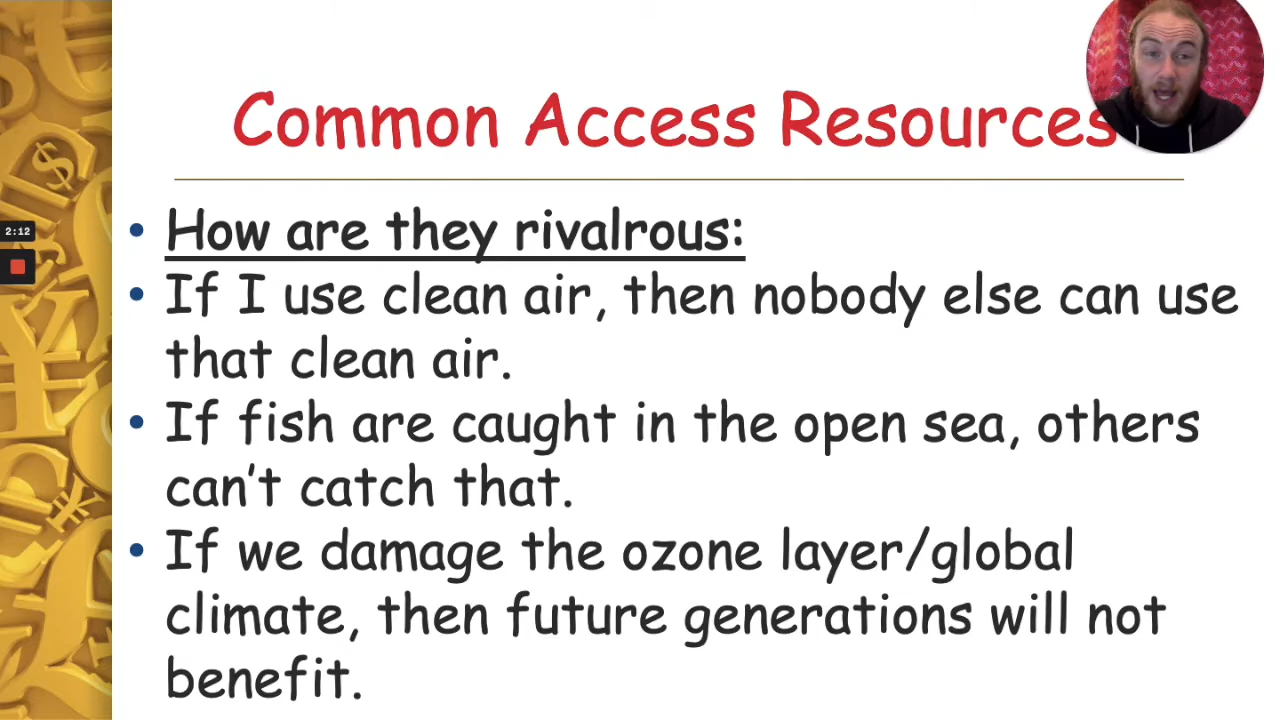 Common Access Resources
2:12
How are they rivalrous:
If I use clean air, then nobody else can use
that clean air.
If fish are caught in the open sea, others
can't catch that.
If we damage the ozone layer/global
climate, then future generations will not
benefit.